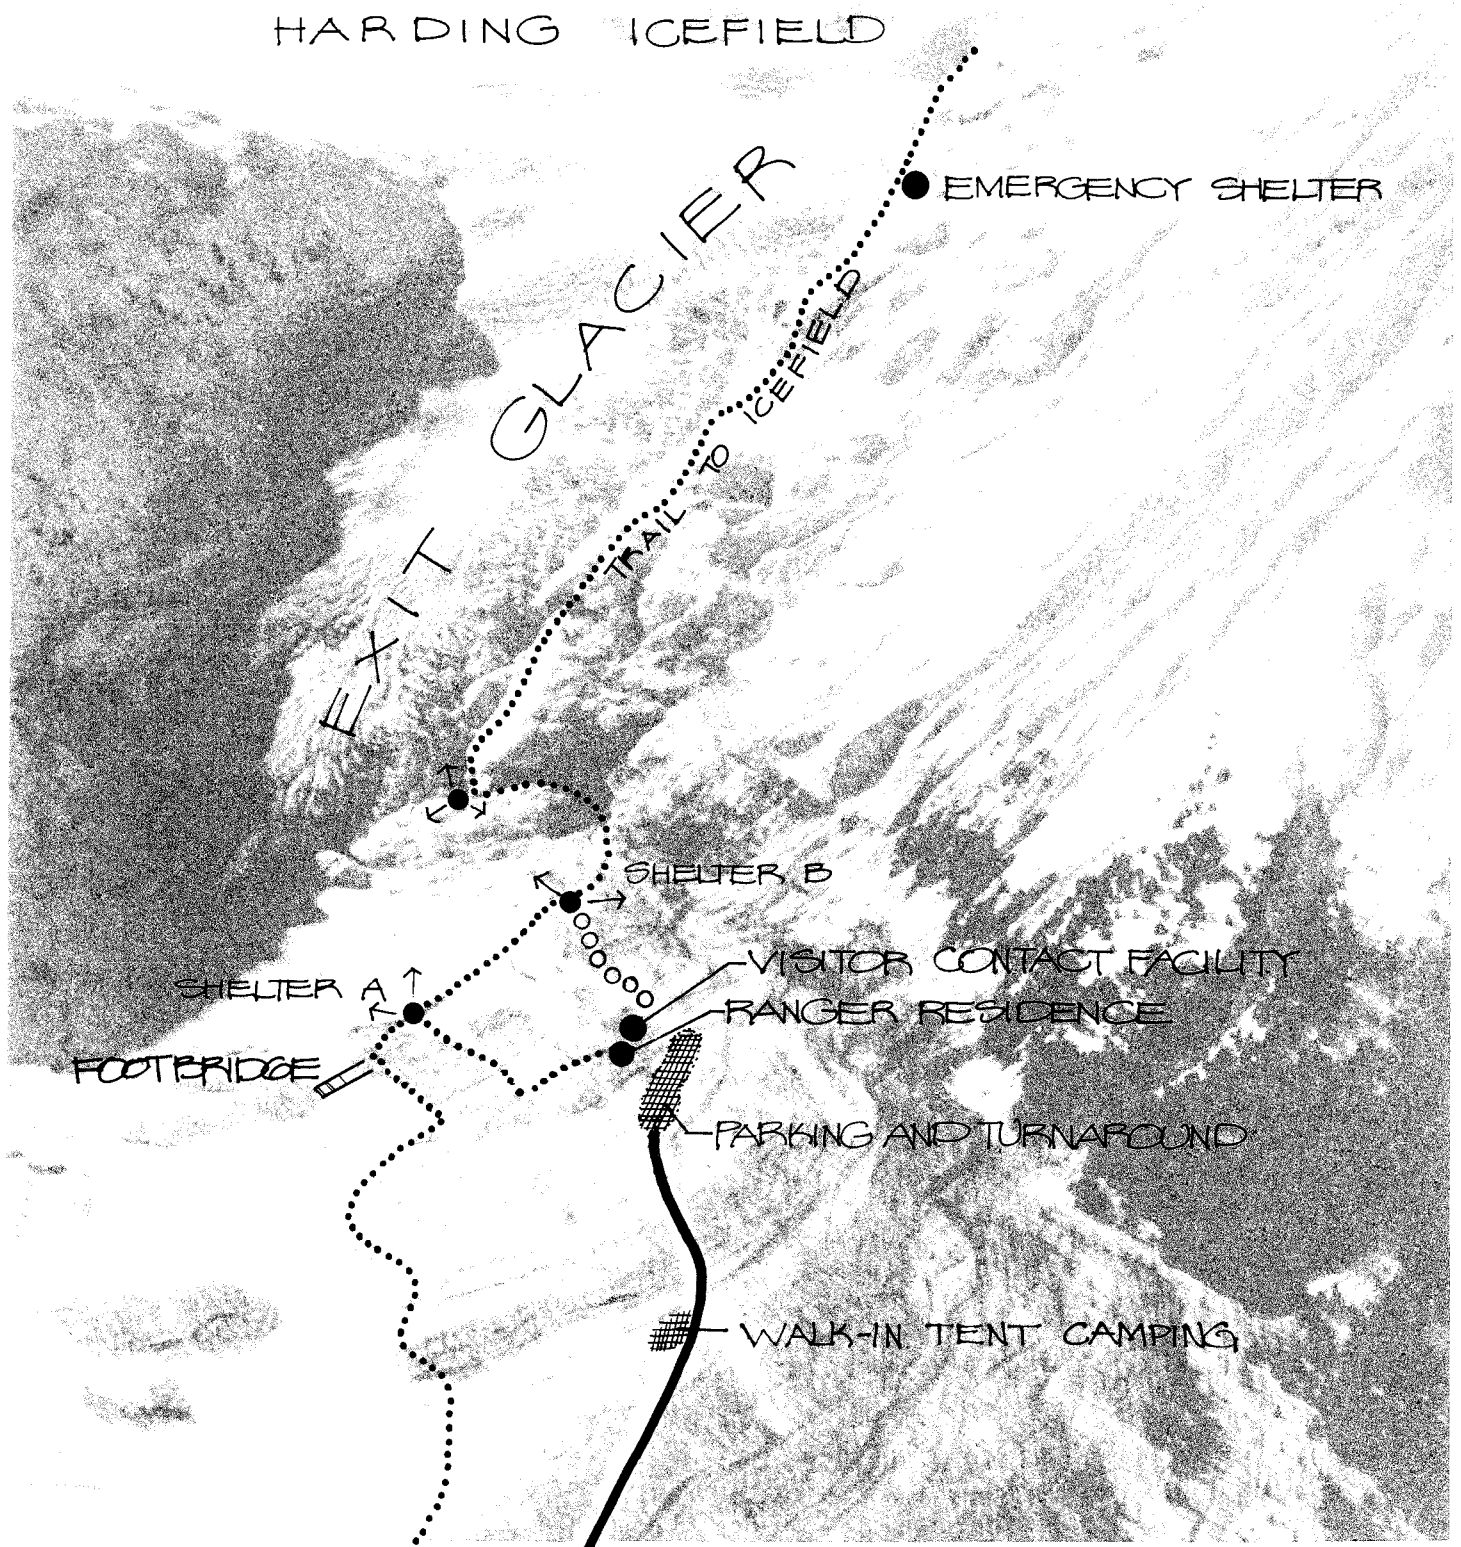 HARDING ICEFIELD
EMERGENCY SHELTER
EXIT GLACIER
TRAIL TO ICEFIELD
SHELTER B
VISITOR CONTACT FACILITY
SHELTER A
RANGER RESIDENCE
FOOTBRIDGE
PARKING AND TURNAROUND
WALK-IN TENT CAMPING